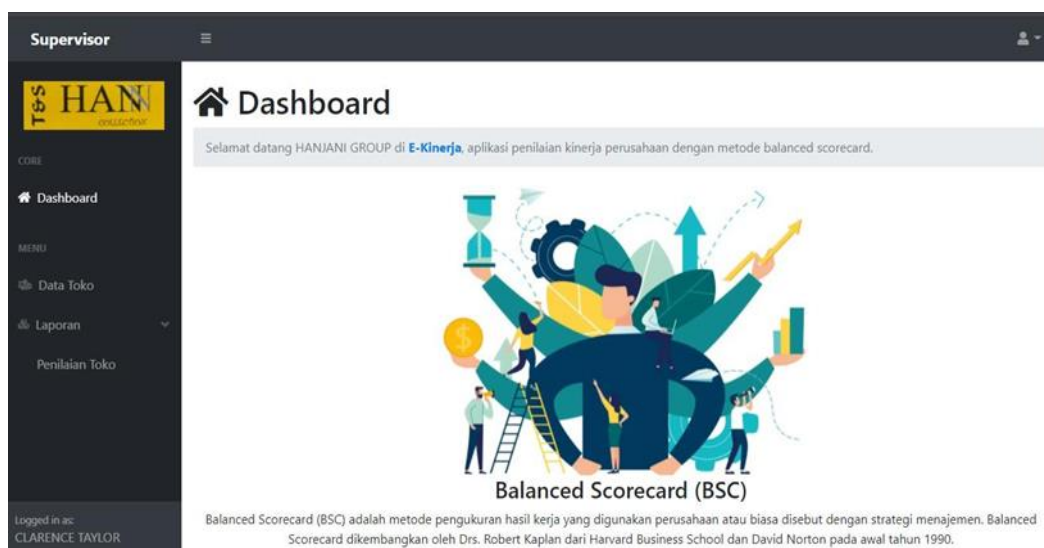 Supervisor
T&S
HANN
collection
Dashboard
Selamat datang HANJANI GROUP di E-Kinerja, aplikasi penilaian kinerja perusahaan dengan metode balanced scorecard.
CORE
Dashboard
MENU
Data Toko
Laporan
Penilaian Toko
Balanced Scorecard (BSC)
Balanced Scorecard (BSC) adalah metode pengukuran hasil kerja yang digunakan perusahaan atau biasa disebut dengan strategi menajemen. Balanced
Scorecard dikembangkan oleh Drs. Robert Kaplan dari Harvard Business School dan David Norton pada awal tahun 1990.
Logged in as:
CLARENCE TAYLOR